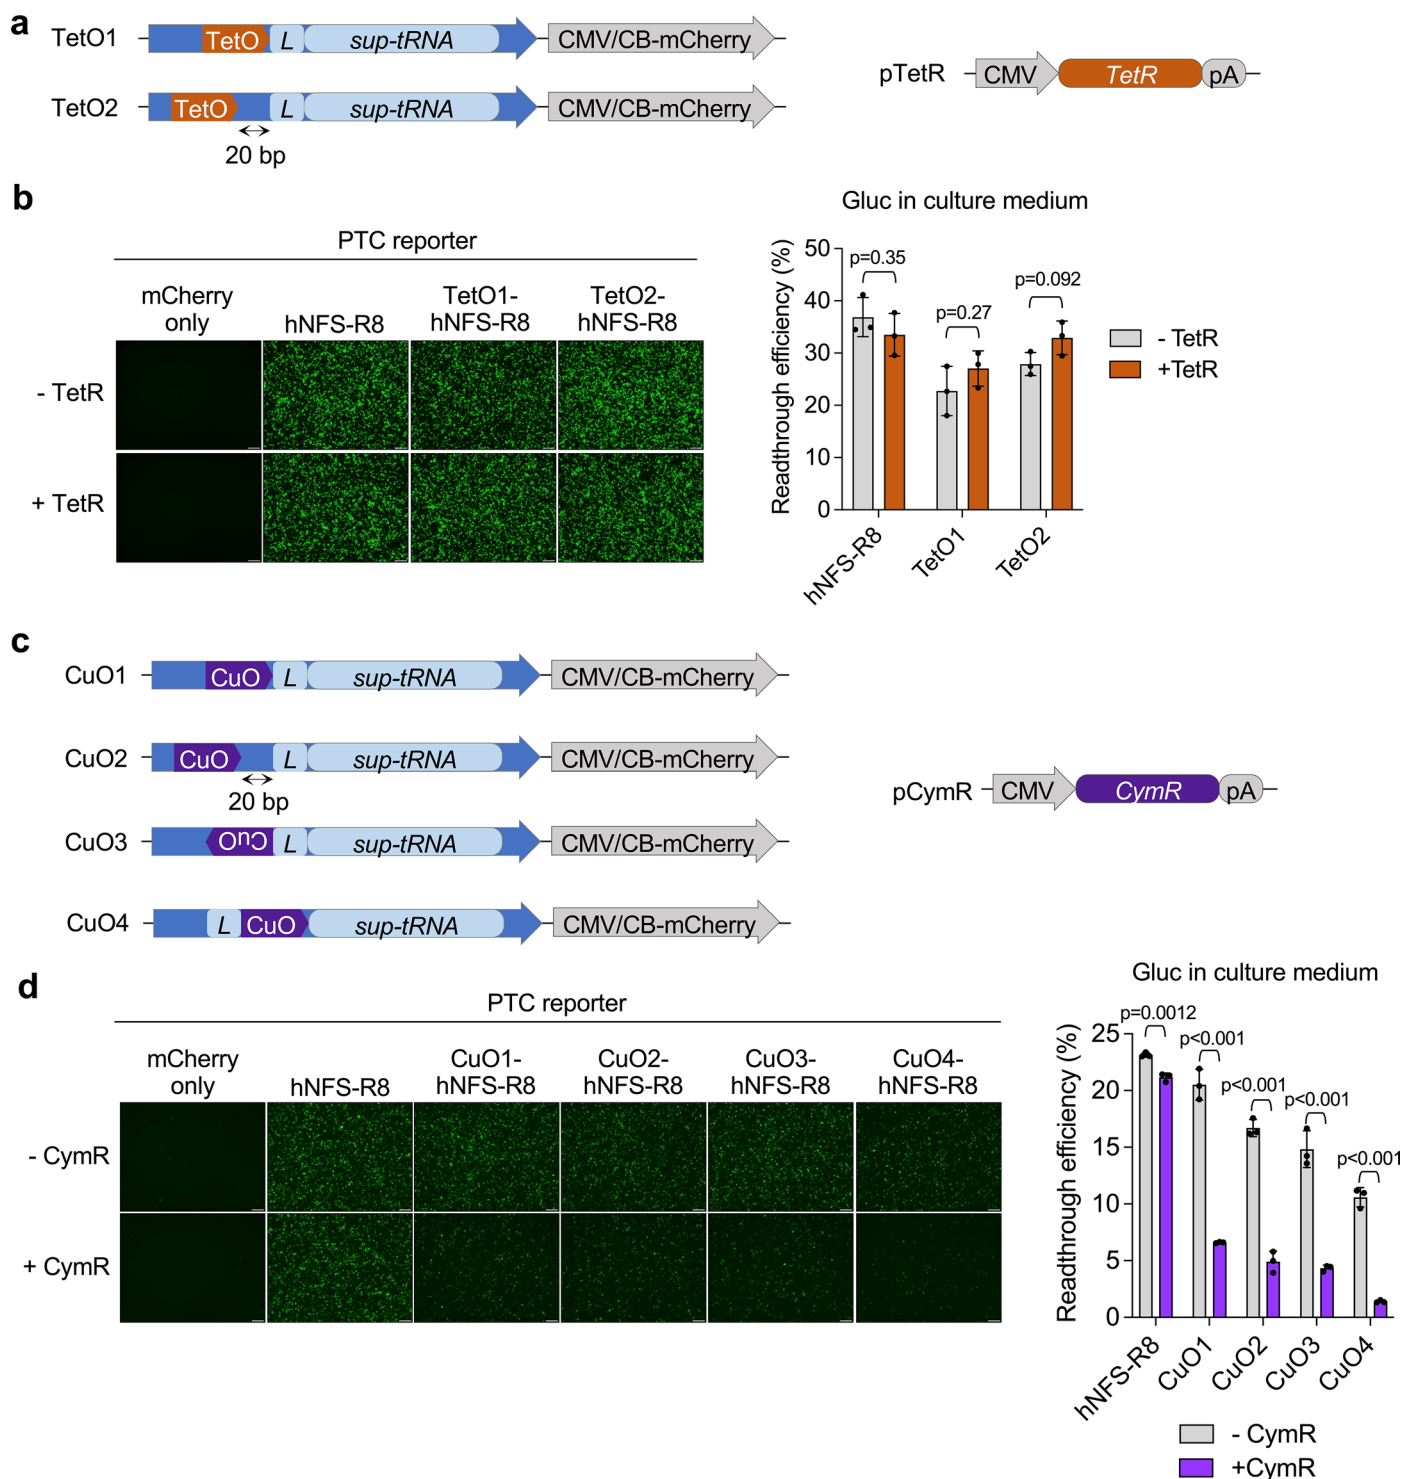 a
TetO1
TetO
L
sup-tRNA
CMV/CB-mCherry
pTetR
CMV
TetR
pA
TetO2
TetO
L
sup-tRNA
CMV/CB-mCherry
20 bp
b
PTC reporter
mCherry
only
hNFS-R8
TetO1-
hNFS-R8
TetO2-
hNFS-R8
- TetR
+ TetR
Gluc in culture medium
Readthrough efficiency (%)
50
40
30
20
10
0
p=0.35
p=0.27
p=0.092
hNFS-R8
TetO1
TetO2
- TetR
+TetR
c
CuO1
CuO
L
sup-tRNA
CMV/CB-mCherry
CuO2
CuO
L
sup-tRNA
CMV/CB-mCherry
20 bp
pCymR
CMV
CymR
pA
CuO3
CuO
L
sup-tRNA
CMV/CB-mCherry
CuO4
L
CuO
sup-tRNA
CMV/CB-mCherry
d
PTC reporter
mCherry
only
hNFS-R8
CuO1-
hNFS-R8
CuO2-
hNFS-R8
CuO3-
hNFS-R8
CuO4-
hNFS-R8
- CymR
+ CymR
Gluc in culture medium
Readthrough efficiency (%)
25
20
15
10
5
0
p=0.0012
p<0.001
p<0.001
p<0.001
p<0.001
hNFS-R8
CuO1
CuO2
CuO3
CuO4
- CymR
+CymR